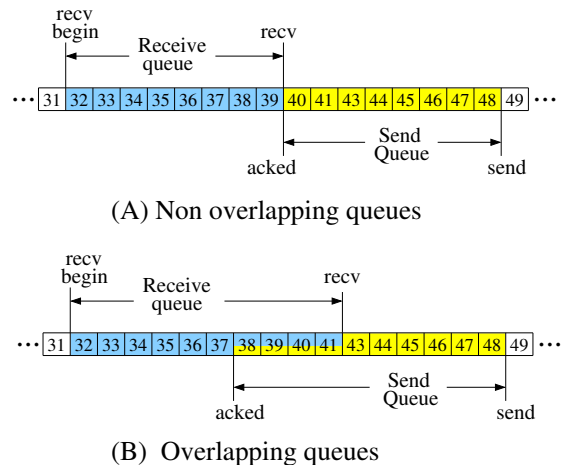 recv
begin
Receive
queue
recv
... 31 32 33 34 35 36 37 38 39 40 41 43 44 45 46 47 48 49 ...
Send
Queue
acked
send
(A) Non overlapping queues
recv
begin
Receive
queue
recv
... 31 32 33 34 35 36 37 38 39 40 41 43 44 45 46 47 48 49 ...
Send
Queue
acked
send
(B) Overlapping queues